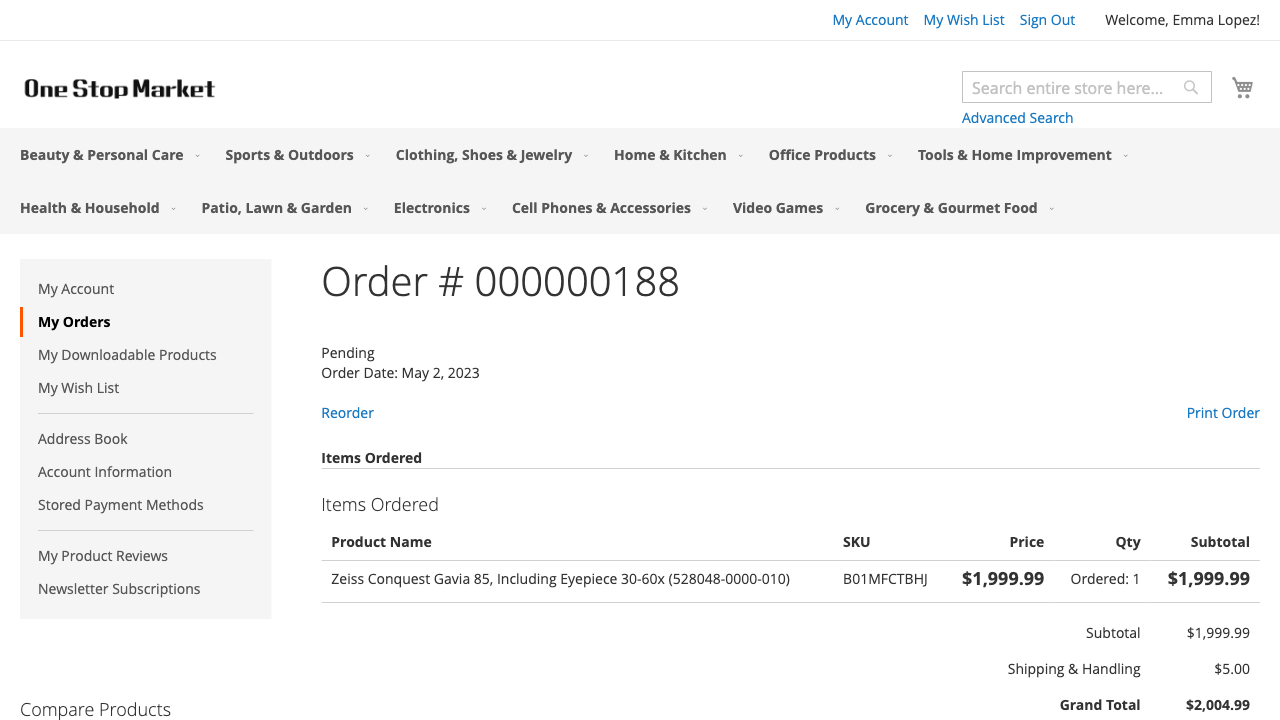 My Account My Wish List Sign Out Welcome, Emma Lopez!
One Stop Market
Search entire store here...
Advanced Search
Beauty & Personal Care Sports & Outdoors Clothing, Shoes & Jewelry Home & Kitchen Office Products Tools & Home Improvement
Health & Household Patio, Lawn & Garden Electronics Cell Phones & Accessories Video Games Grocery & Gourmet Food
My Account
My Orders
My Downloadable Products
My Wish List
Address Book
Account Information
Stored Payment Methods
My Product Reviews
Newsletter Subscriptions
Compare Products
Order # 000000188
Pending
Order Date: May 2, 2023
Reorder Print Order
Items Ordered
Items Ordered
Product Name SKU Price Qty Subtotal
Zeiss Conquest Gavia 85, Including Eyepiece 30-60x (528048-0000-010) B01MFCTBHJ $1,999.99 Ordered: 1 $1,999.99
Subtotal $1,999.99
Shipping & Handling $5.00
Grand Total $2,004.99